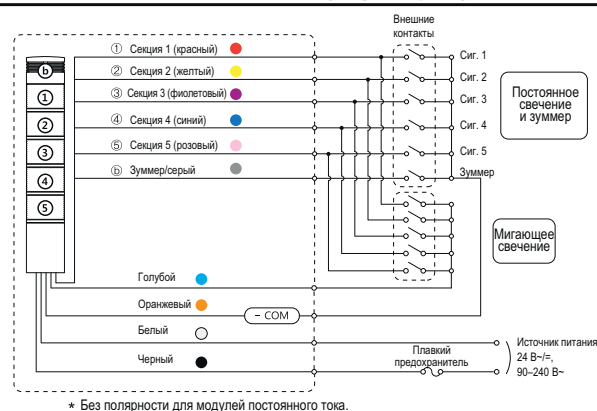 Внешние
контакты
b
1
2
3
4
5
① Секция 1 (красный)
② Секция 2 (желтый)
③ Секция 3 (фиолетовый)
④ Секция 4 (синий)
⑤ Секция 5 (розовый)
ⓑ Зуммер/серый
Сиг. 1
Сиг. 2
Сиг. 3
Сиг. 4
Сиг. 5
Зуммер
Постоянное
свечение
и зуммер
Мигающее
свечение
Голубой
Оранжевый
- COM
Белый
Черный
Плавкий
предохранитель
Источник питания
24 В~/=,
90–240 В~
* Без полярности для модулей постоянного тока.